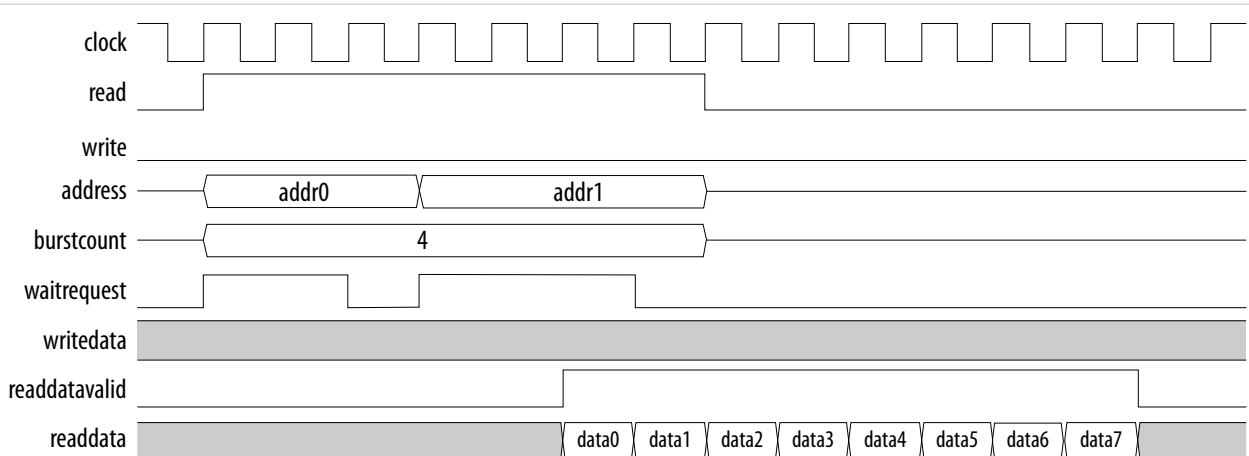 clock
read
write
address addr0 addr1
burstcount 4
waitrequest
writedata
readdatavalid
readdata data0 data1 data2 data3 data4 data5 data6 data7